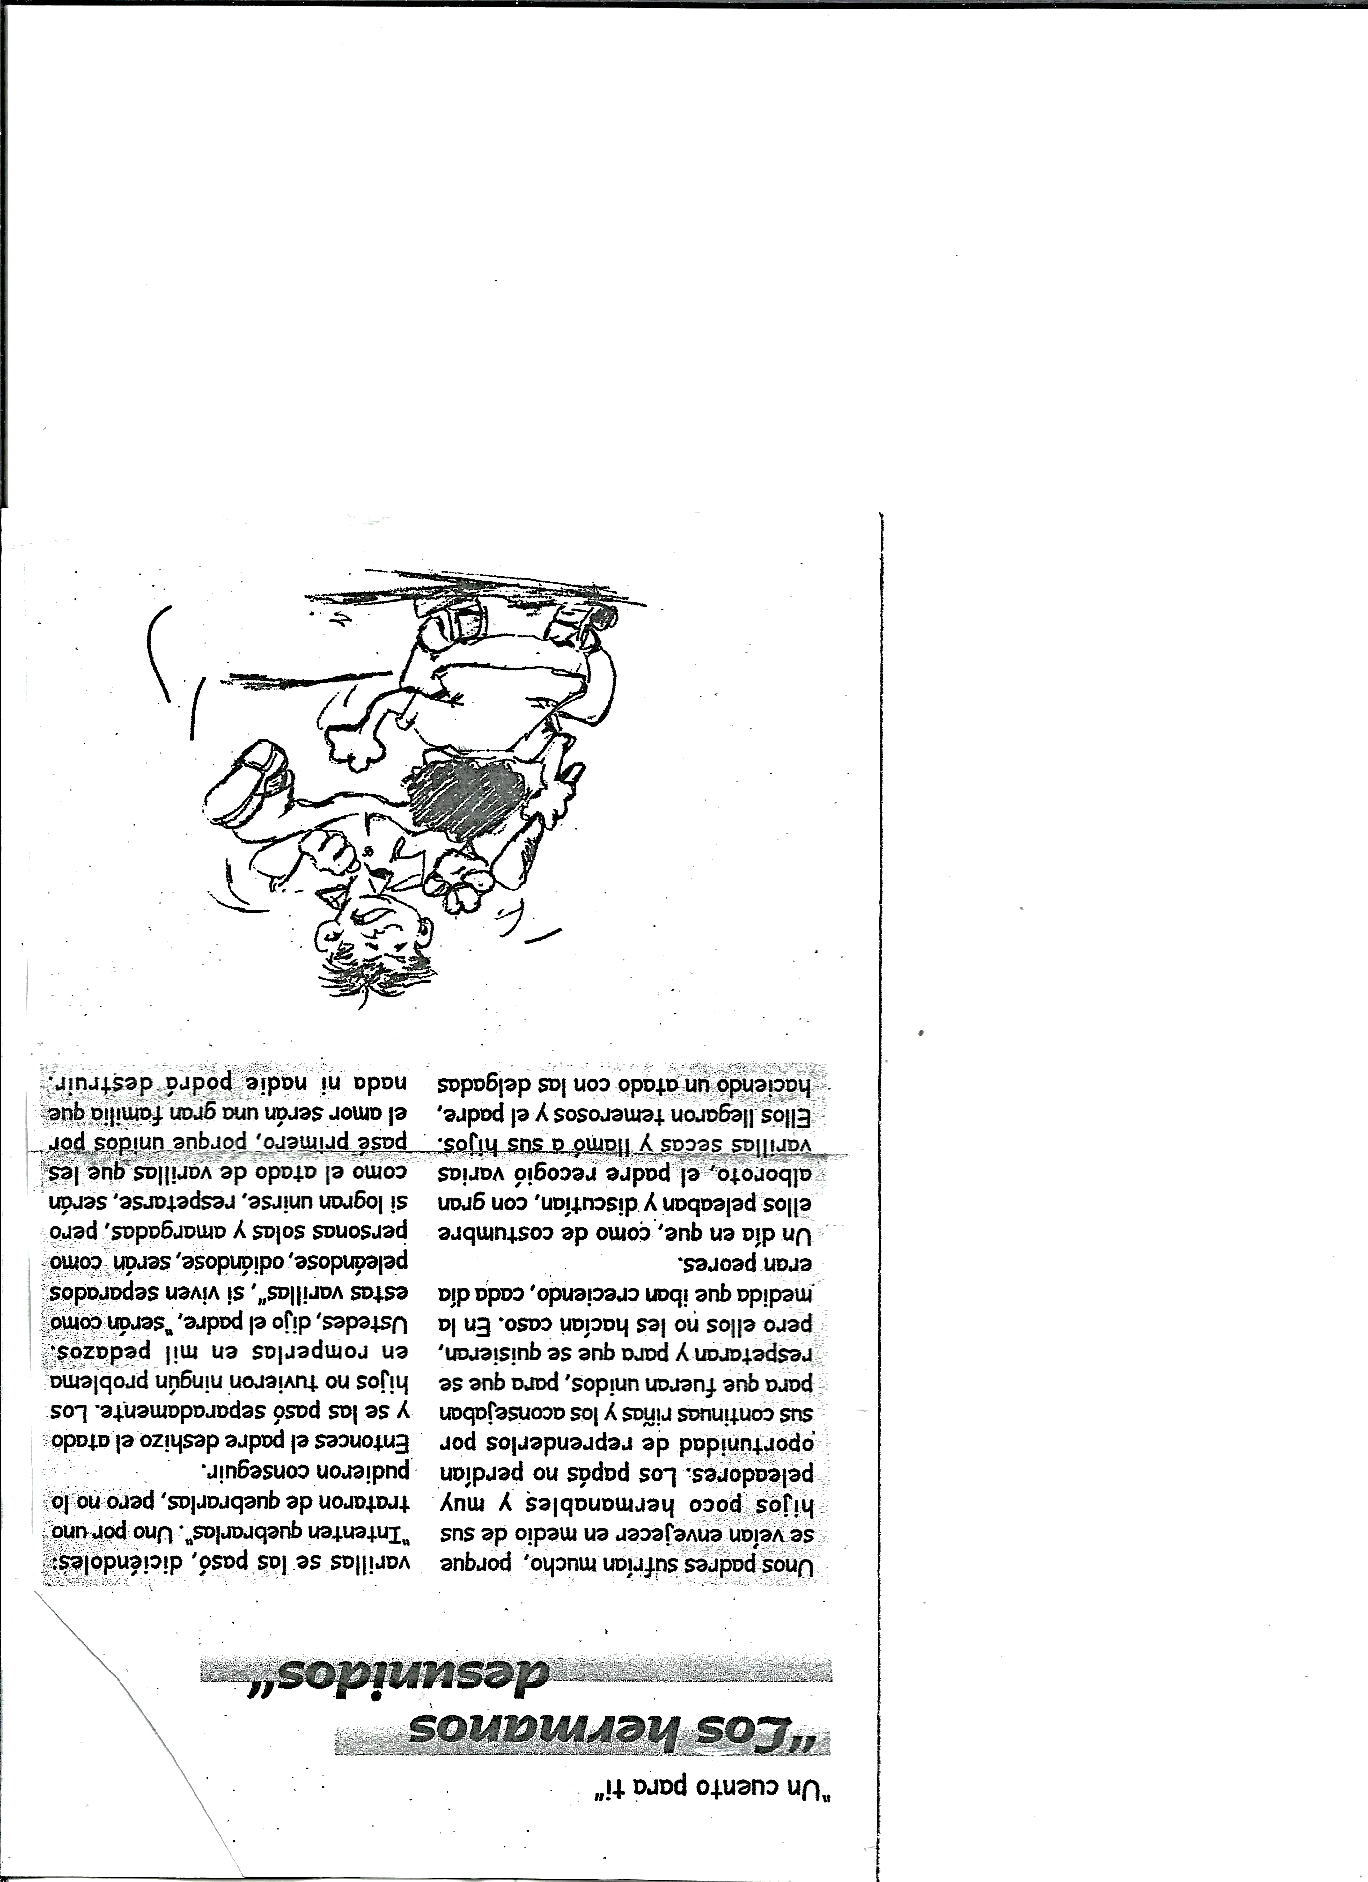 "Un cuento para ti"
"Los hermanos
desunidos"
Unos padres sufrían mucho, porque
se veían envejecer en medio de sus
hijos poco hermanables y muy
peleadores. Los papás no perdían
oportunidad de reprenderlos por
sus continuas riñas y los aconsejaban
para que fueran unidos, para que se
respetaran y para que se quisieran,
pero ellos no les hacían caso. En la
medida que iban creciendo, cada día
eran peores.
Un día en que, como de costumbre
ellos peleaban y discutían, con gran
alboroto, el padre recogió varias
varillas secas y llamó a sus hijos.
Ellos llegaron temerosos y el padre,
haciendo un atado con las delgadas
varillas se las pasó, diciéndoles:
"Intenten quebrarlas". Uno por uno
trataron de quebrarlas, pero no lo
pudieron conseguir.
Entonces el padre deshizo el atado
y se las pasó separadamente. Los
hijos no tuvieron ningún problema
en romperlas en mil pedazos.
Ustedes, dijo el padre, "serán como
estas varillas", si viven separados
peleándose, odiándose, serán como
personas solas y amargadas, pero
si logran unirse, respetarse, serán
como el atado de varillas que les
pasé primero, porque unidos por
el amor serán una gran familia que
nada ni nadie podrá destruir.